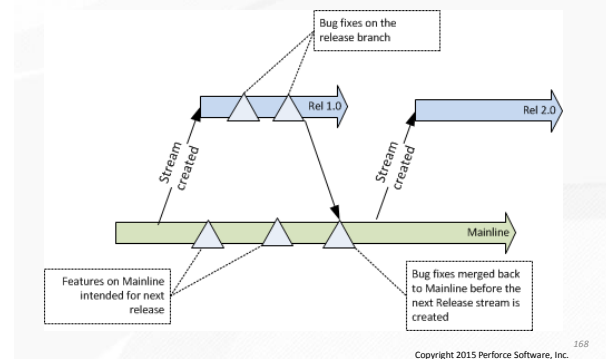 Bug fixes on the
release branch
Rel 1.0
Rel 2.0
Stream
created
Stream
created
Mainline
Features on Mainline
intended for next
release
Bug fixes merged back
to Mainline before the
next Release stream is
created
168
Copyright 2015 Perforce Software, Inc.